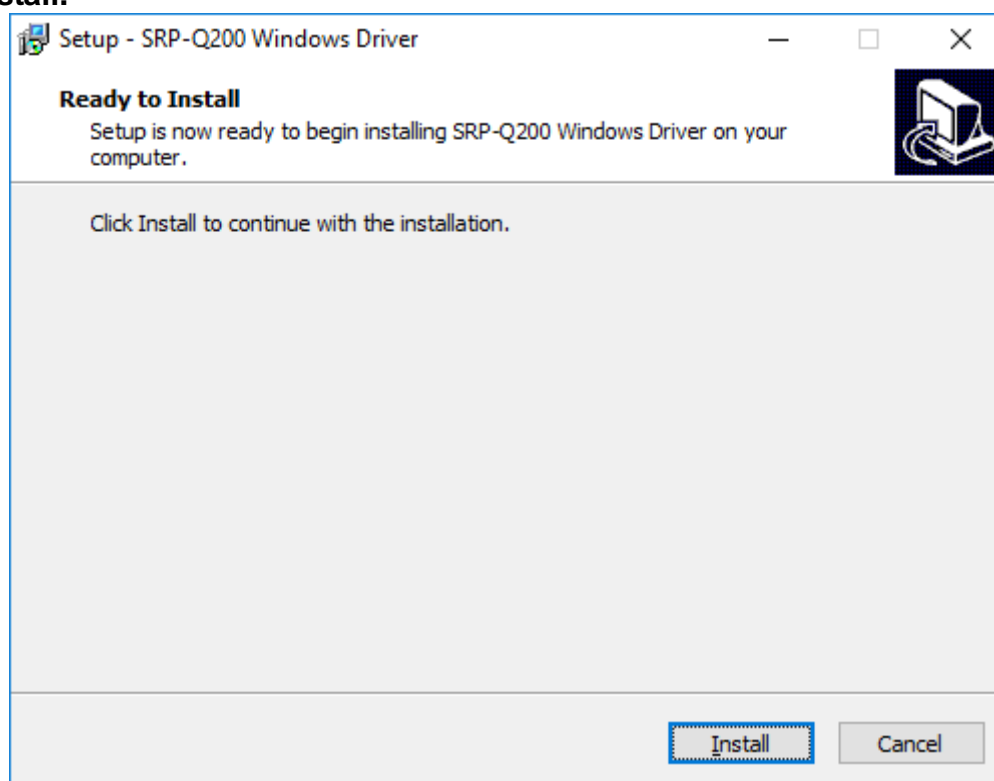 Setup - SRP-Q200 Windows Driver
Ready to Install
Setup is now ready to begin installing SRP-Q200 Windows Driver on your
computer.
Click Install to continue with the installation.
Install
Cancel